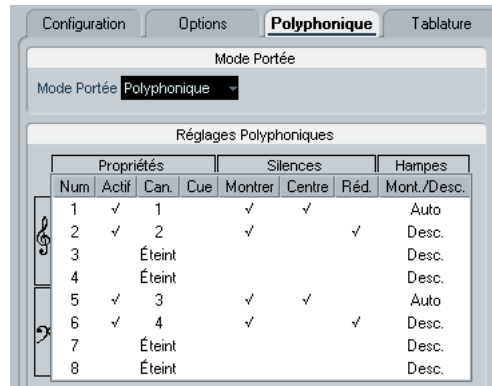 Configuration Options Polyphonique Tablature
Mode Portée
Mode Portée Polyphonique
Réglages Polyphoniques
Propriétés Silences Hampes
Num Actif Can. Cue Montrer Centre Réd. Mont./Desc.
1 √ 1 √ √ Auto
2 √ 2 √ √ Desc.
3 Éteint Desc.
4 Éteint Desc.
5 √ 3 √ √ Auto
6 √ 4 √ √ Desc.
7 Éteint Desc.
8 Éteint Desc.